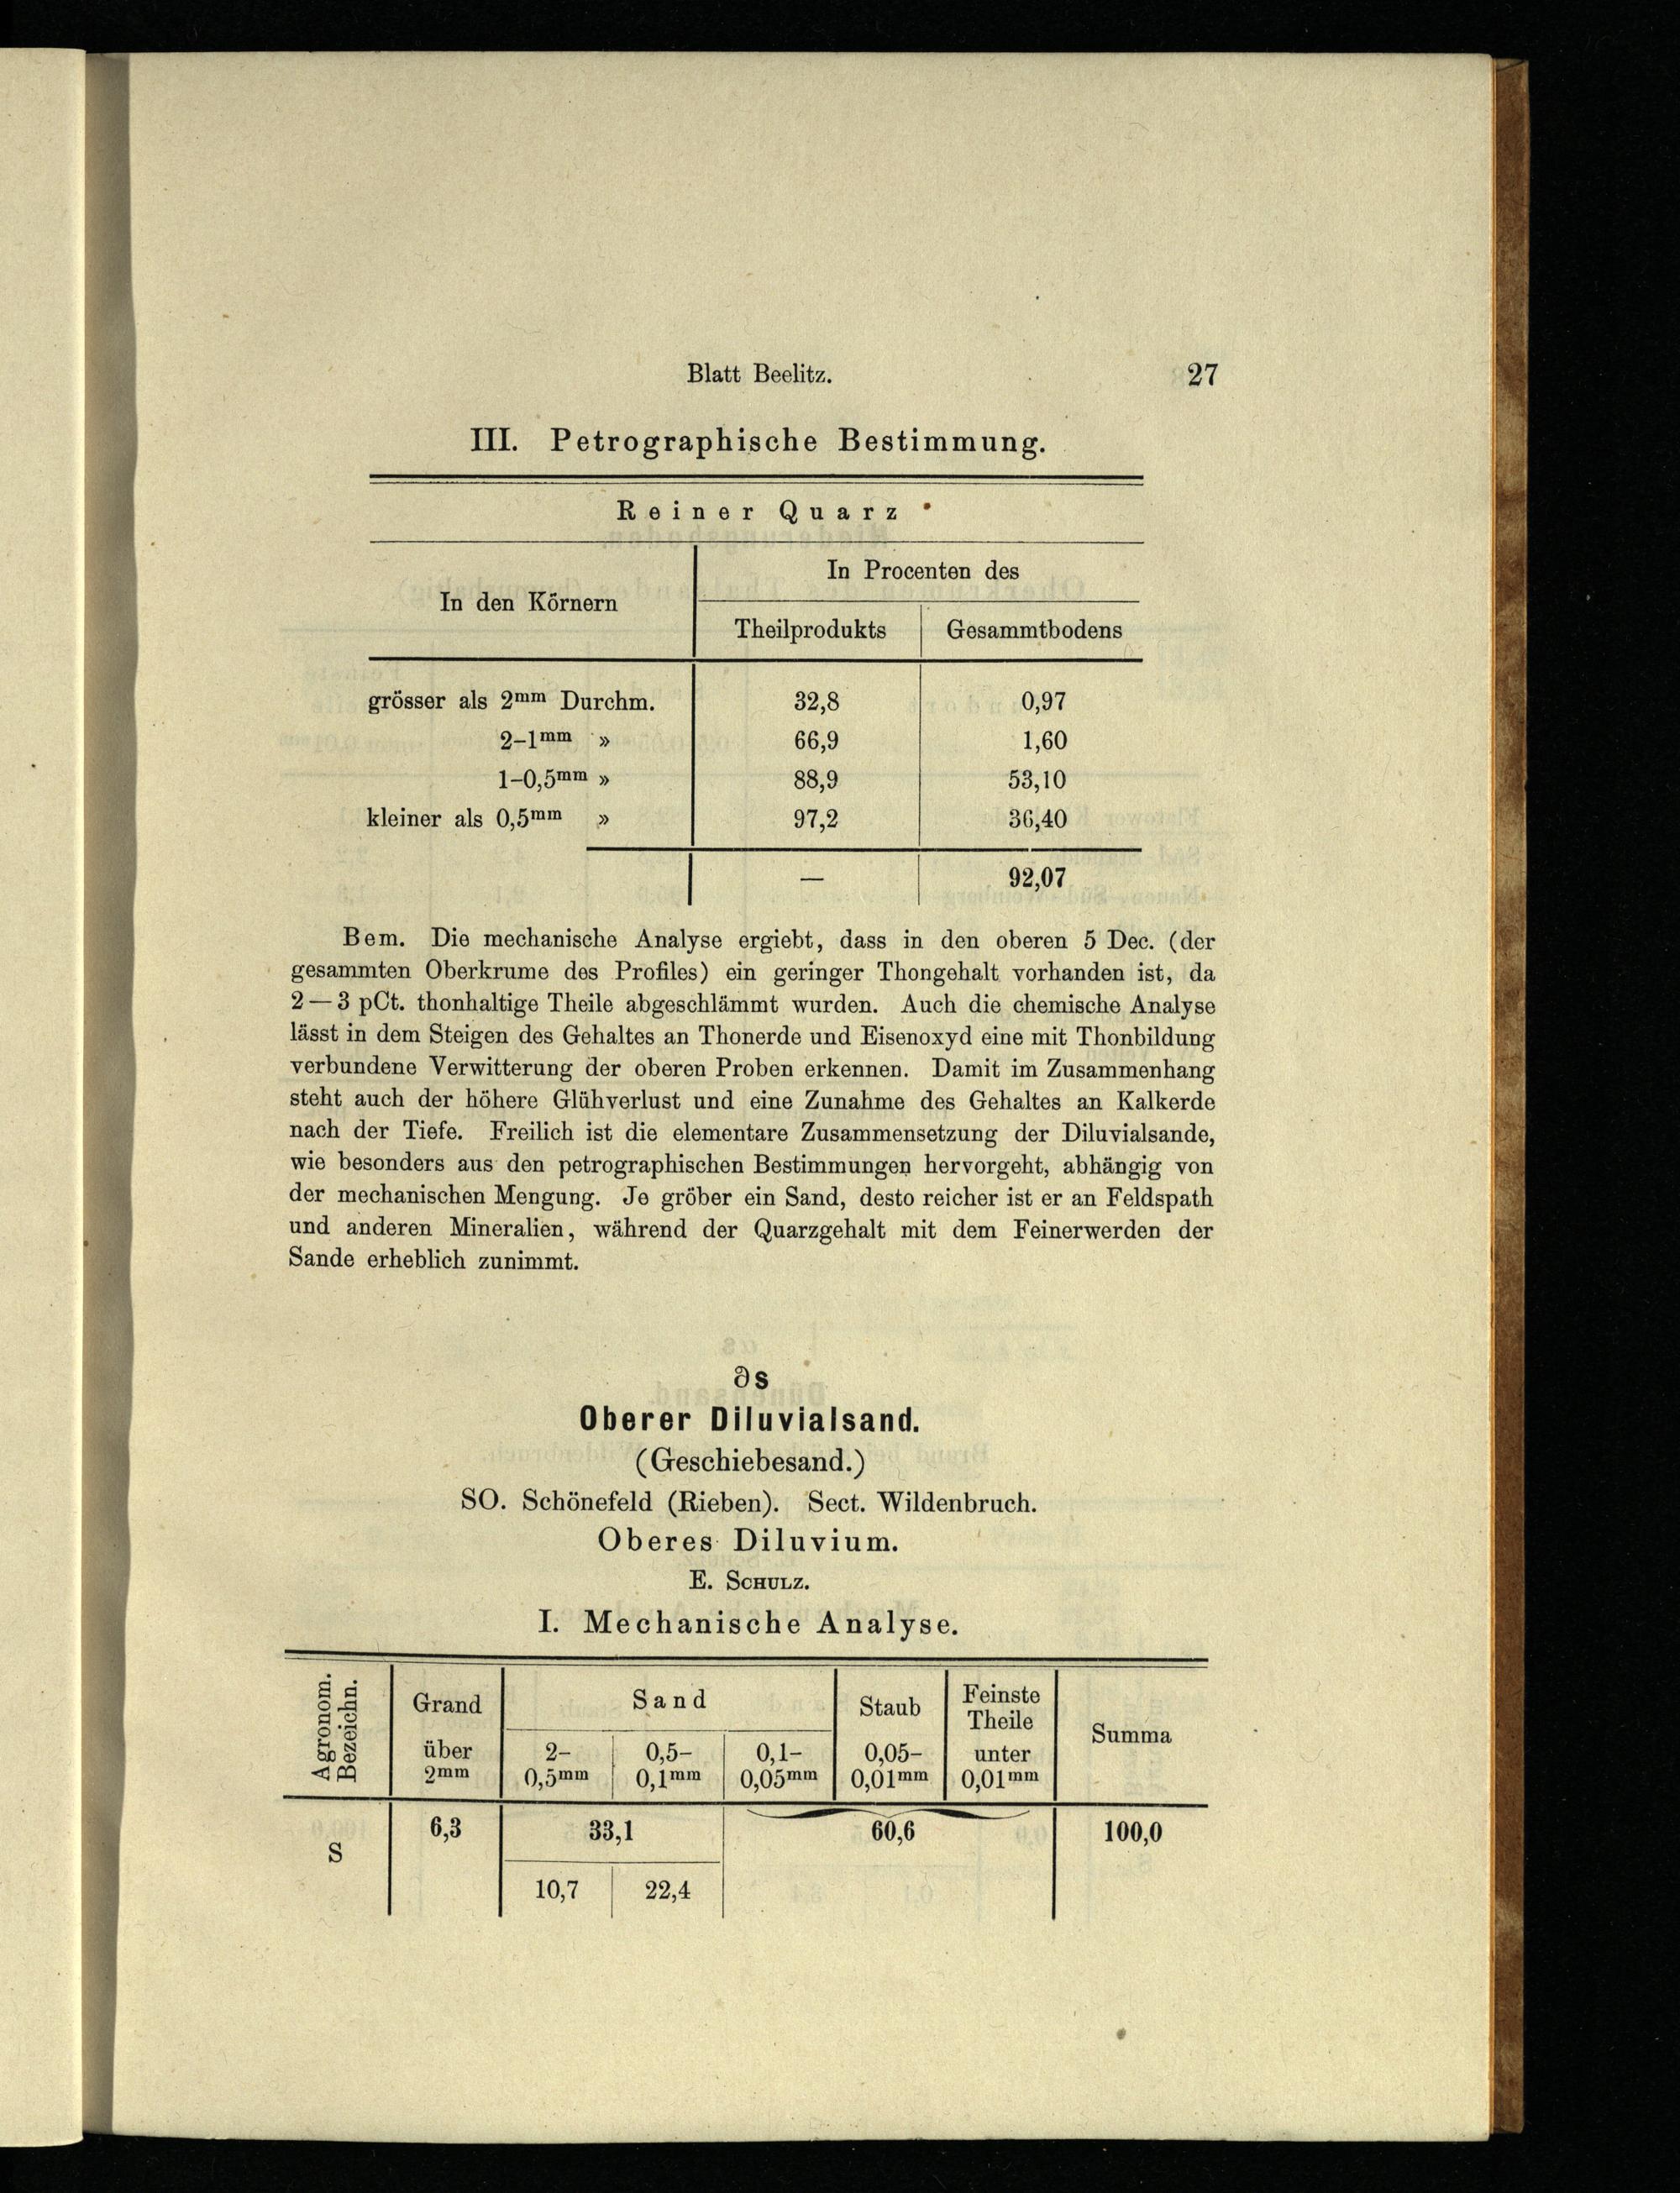 Blatt Beelitz. 27
III. Petrographische Bestimmung.
Reiner Quarz
In den Körnern
In Procenten des
Theilprodukts Gesammtbodens
grösser als 2mm Durchm. 32,8 0,97
2–1mm » 66,9 1,60
1–0,5mm » 88,9 53,10
kleiner als 0,5mm » 97,2 36,40
— 92,07
Bem. Die mechanische Analyse ergiebt, dass in den oberen 5 Dec. (der
gesammten Oberkrume des Profiles) ein geringer Thongehalt vorhanden ist, da
2—3 pCt. thonhaltige Theile abgeschlämmt wurden. Auch die chemische Analyse
lässt in dem Steigen des Gehaltes an Thonerde und Eisenoxyd eine mit Thonbildung
verbundene Verwitterung der oberen Proben erkennen. Damit im Zusammenhang
steht auch der höhere Glühverlust und eine Zunahme des Gehaltes an Kalkerde
nach der Tiefe. Freilich ist die elementare Zusammensetzung der Diluvialsande,
wie besonders aus den petrographischen Bestimmungen hervorgeht, abhängig von
der mechanischen Mengung. Je gröber ein Sand, desto reicher ist er an Feldspath
und anderen Mineralien, während der Quarzgehalt mit dem Feinerwerden der
Sande erheblich zunimmt.
∂s
Oberer Diluvialsand.
(Geschiebesand.)
SO. Schönefeld (Rieben). Sect. Wildenbruch.
Oberes Diluvium.
E. SCHULZ.
I. Mechanische Analyse.
Agronom.
Bezeichn.
Grand Sand Staub Feinste
Theile
Summa
über 2– 0,5– 0,1– 0,05– unter
2mm 0,5mm 0,1mm 0,05mm 0,01mm 0,01mm
S 6,3 33,1 60,6 100,0
10,7 22,4